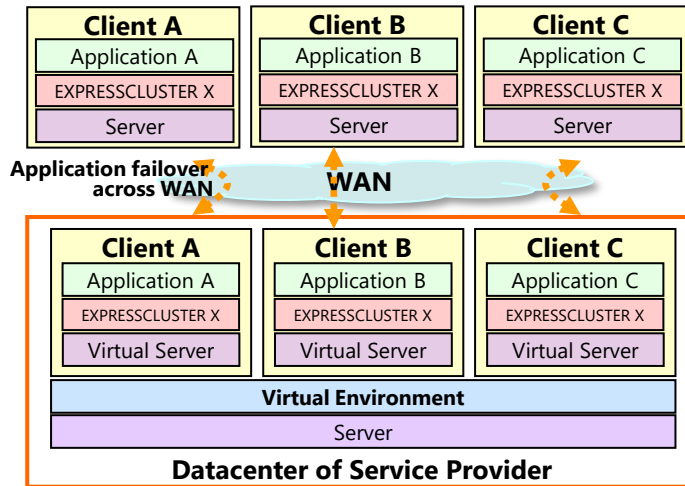 Client A
Client B
Client C
Application A
Application B
Application C
EXPRESSCLUSTER X
EXPRESSCLUSTER X
EXPRESSCLUSTER X
Server
Server
Server
Application failover
across WAN
WAN
Client A
Client B
Client C
Application A
Application B
Application C
EXPRESSCLUSTER X
EXPRESSCLUSTER X
EXPRESSCLUSTER X
Virtual Server
Virtual Server
Virtual Server
Virtual Environment
Server
Datacenter of Service Provider